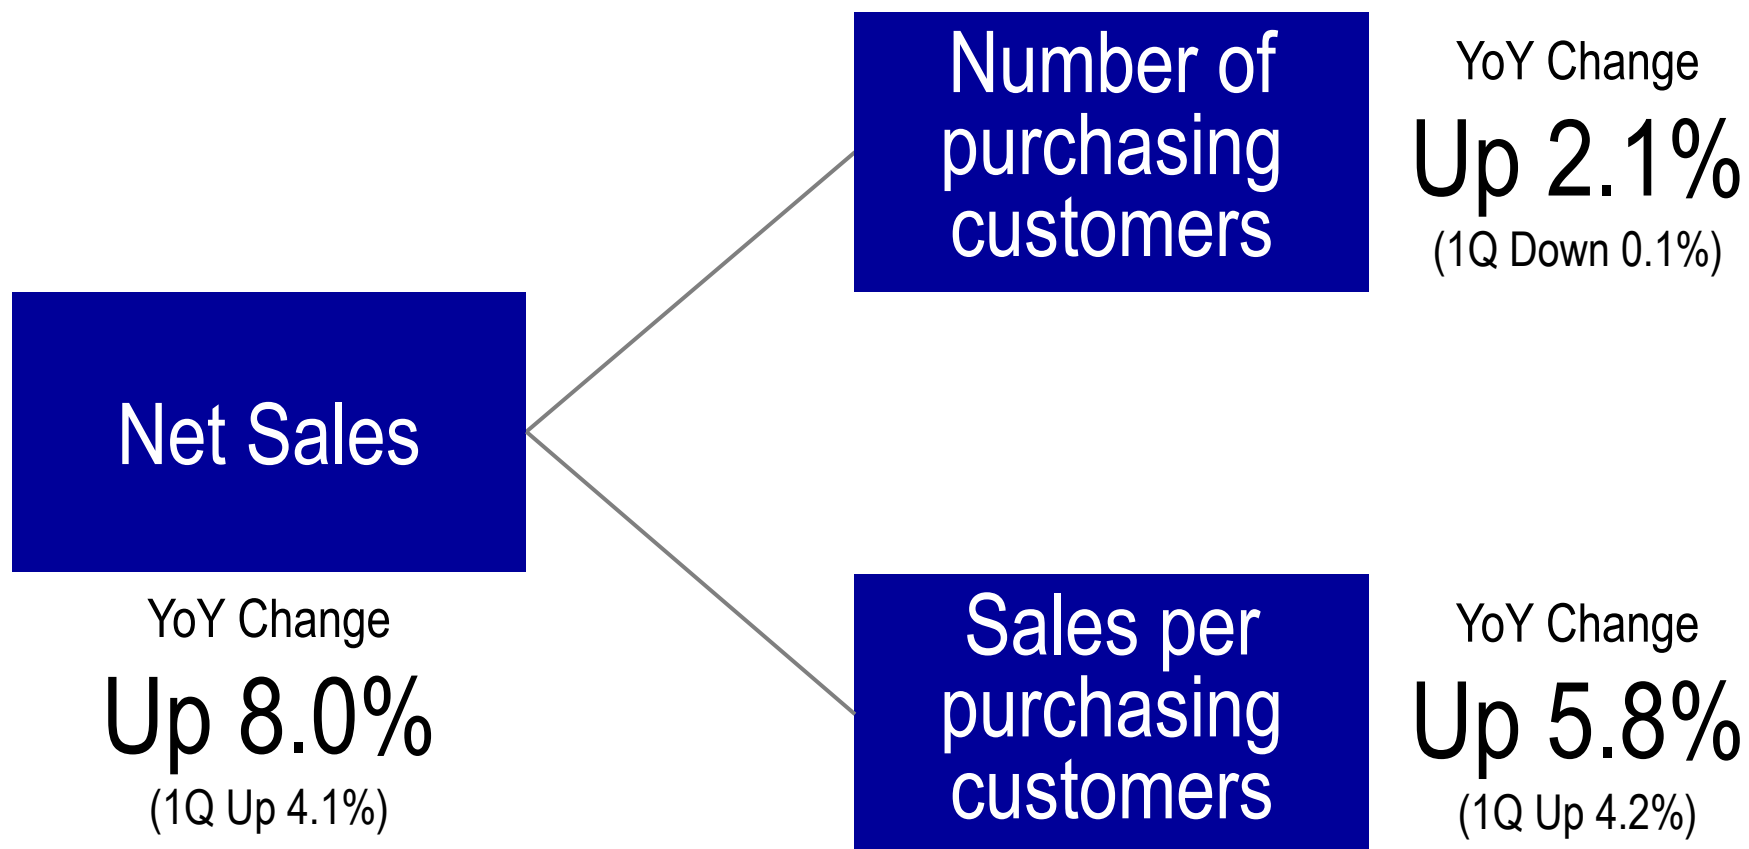 Number of
purchasing
customers
YoY Change
Up 2.1%
(1Q Down 0.1%)
Net Sales
YoY Change
Up 8.0%
(1Q Up 4.1%)
Sales per
purchasing
customers
YoY Change
Up 5.8%
(1Q Up 4.2%)